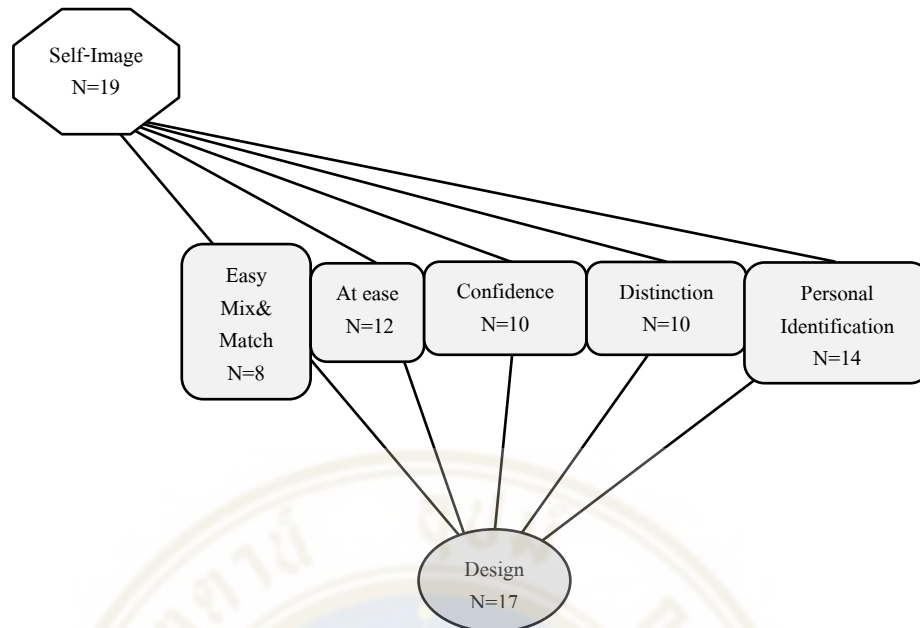 Self-Image
N=19
Easy
Mix&
Match
N=8
At ease
N=12
Confidence
N=10
Distinction
N=10
Personal
Identification
N=14
Design
N=17